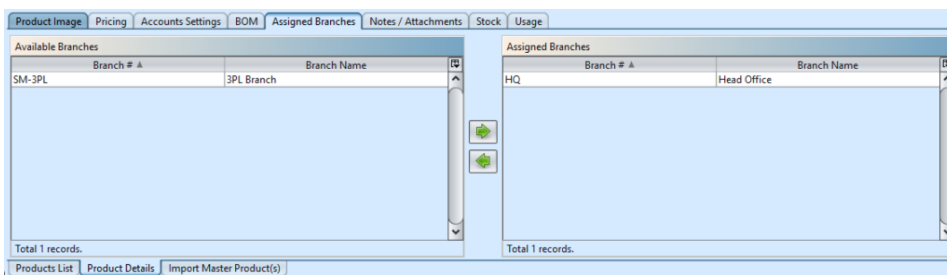 Product Image Pricing Accounts Settings BOM Assigned Branches Notes / Attachments Stock Usage
Available Branches
Branch # Branch Name
SM-3PL 3PL Branch
Total 1 records.
Assigned Branches
Branch # Branch Name
HQ Head Office
Total 1 records.
Products List Product Details Import Master Product(s)